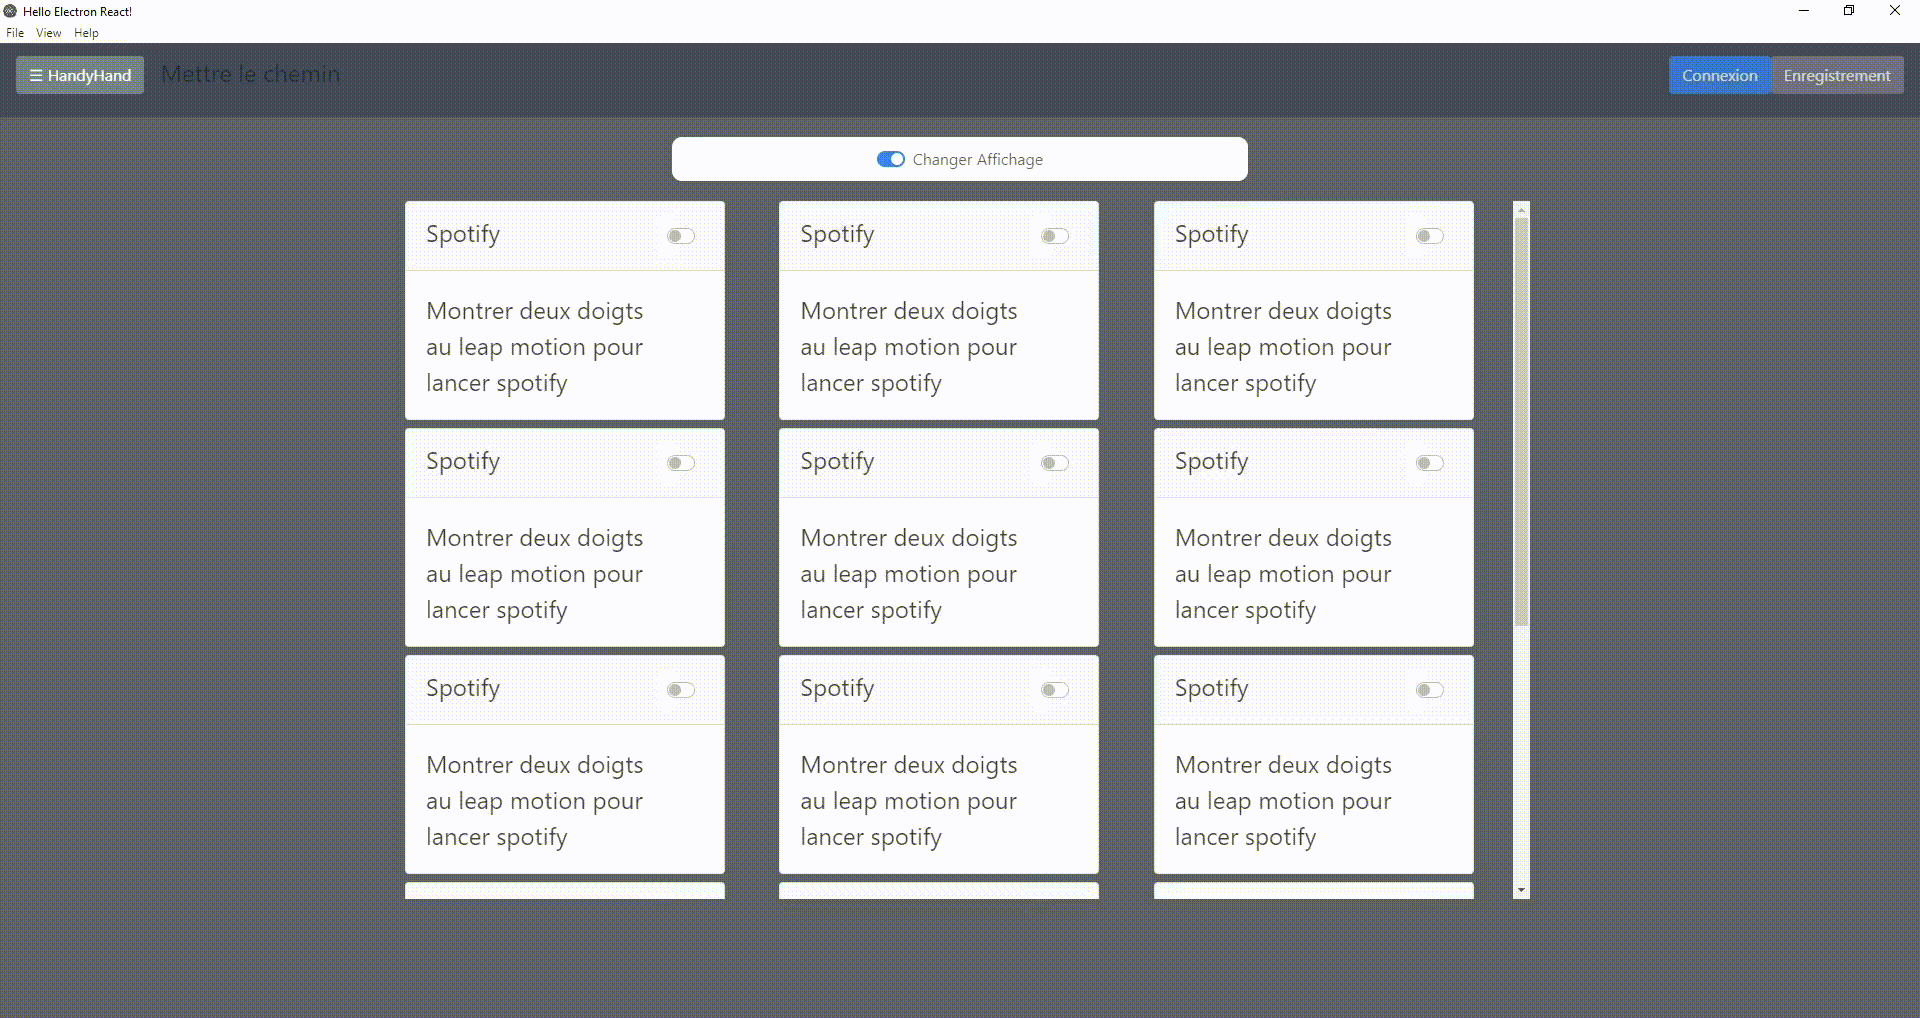 Hello Electron React!
File View Help
☰ HandyHand Mettre le chemin Connexion Enregistrement
Changer Affichage
Spotify
Montrer deux doigts
au leap motion pour
lancer spotify
Spotify
Montrer deux doigts
au leap motion pour
lancer spotify
Spotify
Montrer deux doigts
au leap motion pour
lancer spotify
Spotify
Montrer deux doigts
au leap motion pour
lancer spotify
Spotify
Montrer deux doigts
au leap motion pour
lancer spotify
Spotify
Montrer deux doigts
au leap motion pour
lancer spotify
Spotify
Montrer deux doigts
au leap motion pour
lancer spotify
Spotify
Montrer deux doigts
au leap motion pour
lancer spotify
Spotify
Montrer deux doigts
au leap motion pour
lancer spotify